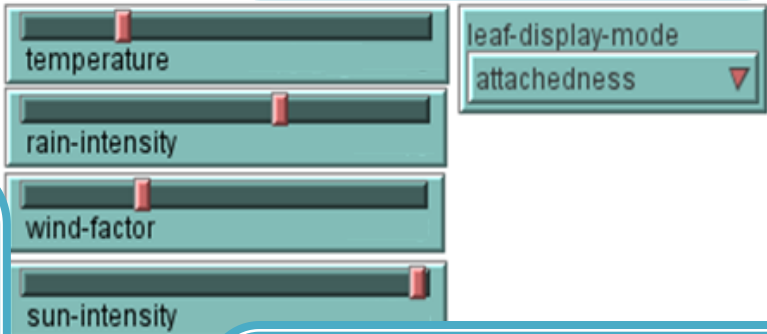 temperature
rain-intensity
wind-factor
sun-intensity
leaf-display-mode
attachedness